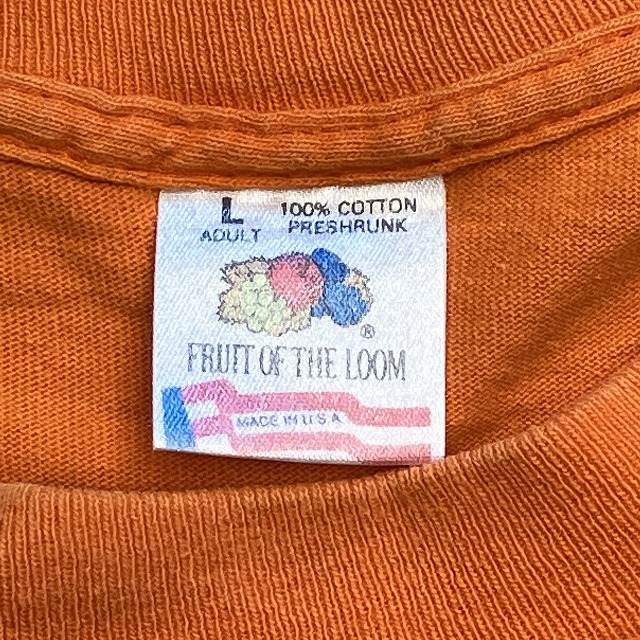 L 100% COTTON
ADULT PRESHRUNK
®
FRUIT OF THE LOOM
MADE IN U.S.A